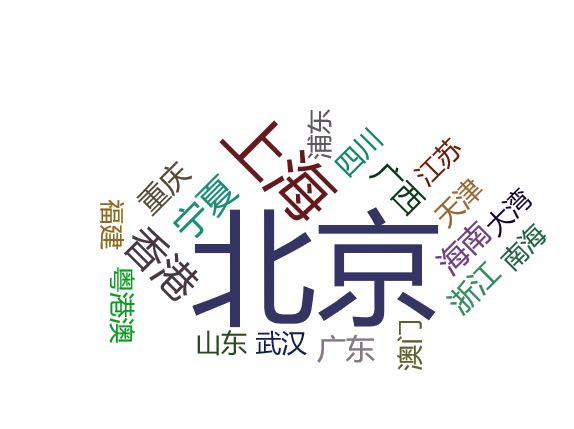 浦东
上海
四川
江苏
广西
重庆
宁夏
天津
大湾
福建
香港
北京
海南
南海
浙江
粤港澳
山东
武汉
广东
澳门